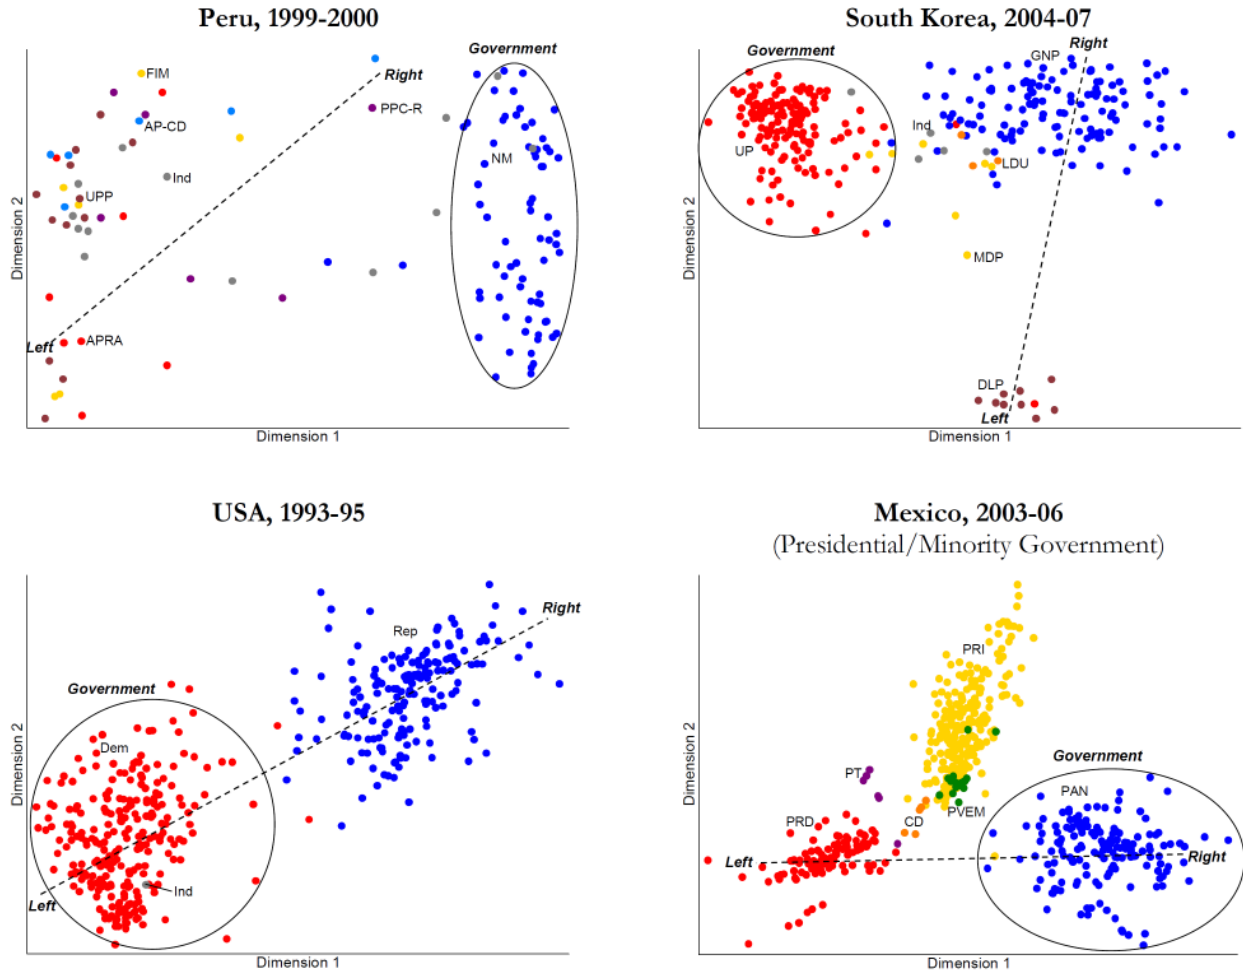 Peru, 1999-2000
Government
FIM
Right
PPC-R
AP-CD
NM
Ind
UPP
Left
APRA
Dimension 2
Dimension 1
South Korea, 2004-07
Right
Government
GNP
Ind
UP
LDU
MDP
DLP
Left
Dimension 2
Dimension 1
USA, 1993-95
Right
Rep
Government
Dem
Ind
Left
Dimension 2
Dimension 1
Mexico, 2003-06
(Presidential/Minority Government)
PRI
Government
PT
PAN
PRD
CD
PVEM
Left
Right
Dimension 2
Dimension 1